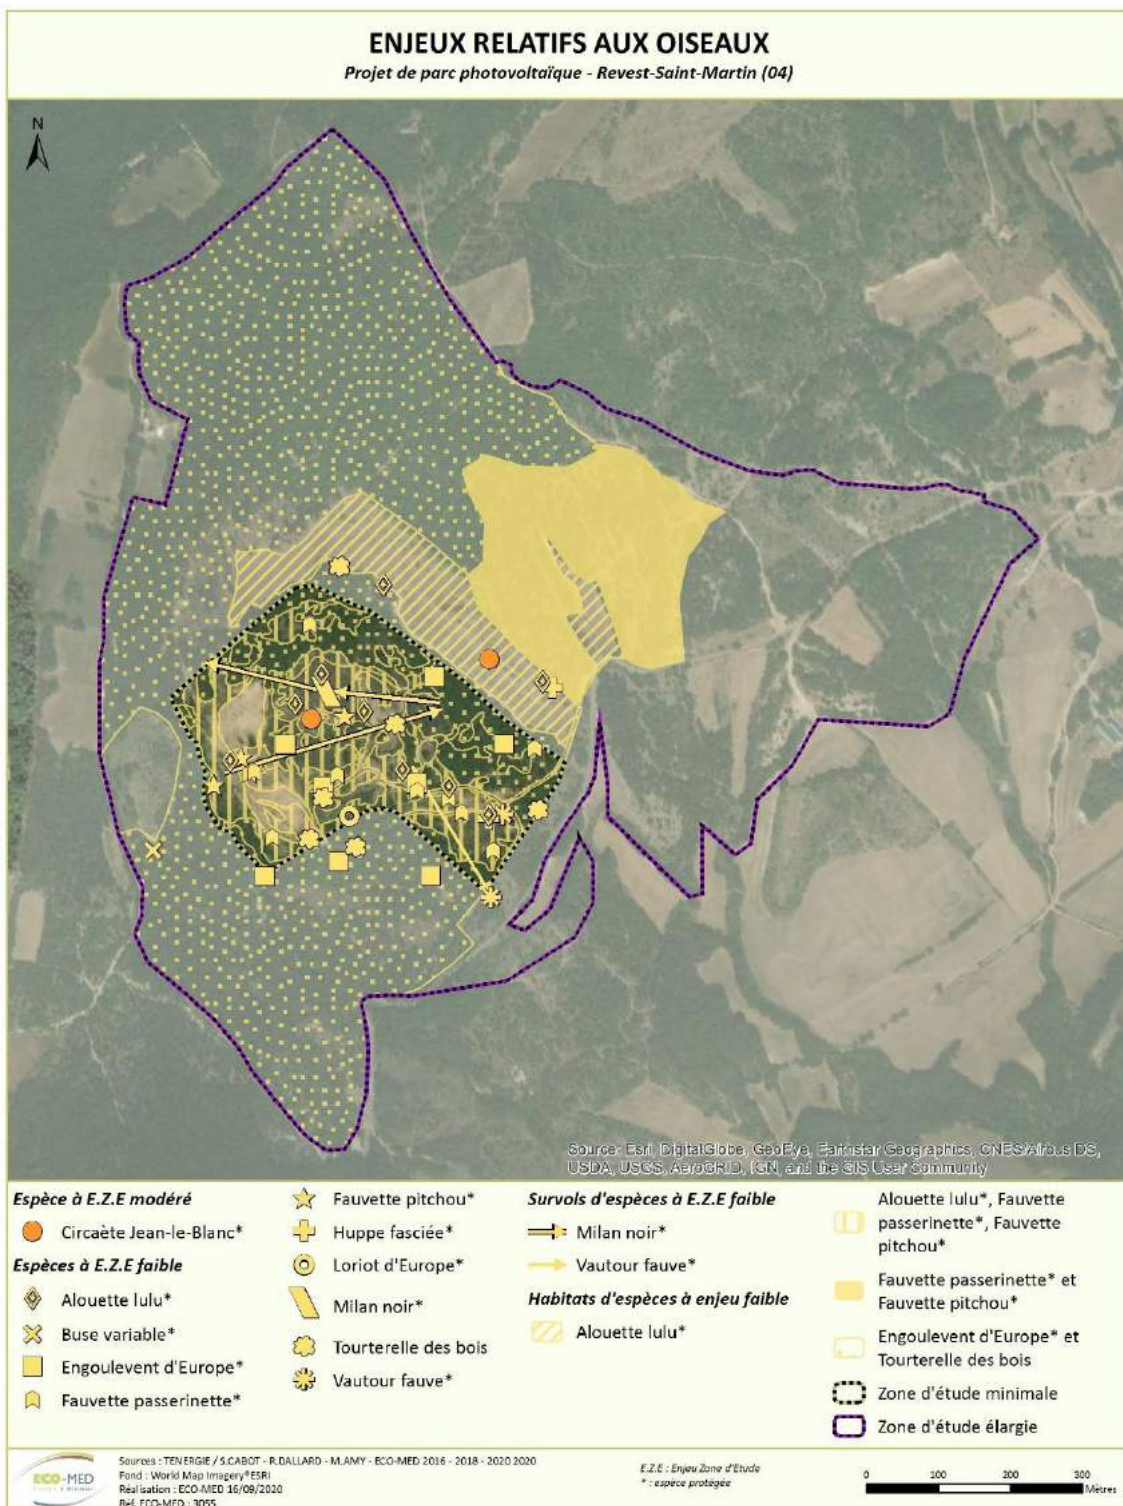 ENJEUX RELATIFS AUX OISEAUX
Projet de parc photovoltaïque - Revest-Saint-Martin (04)
N
Source: Esri, DigitalGlobe, GeoEye, Earthstar Geographics, CNES/Airbus DS,
USDA, USGS, AeroGRID, IGN, and the GIS User Community
Espèce à E.Z.E modéré
Circaète Jean-le-Blanc*
Espèces à E.Z.E faible
Alouette lulu*
Buse variable*
Engoulevent d'Europe*
Fauvette passerinette*
Fauvette pitchou*
Huppe fasciée*
Loriot d'Europe*
Milan noir*
Tourterelle des bois
Vautour fauve*
Survols d'espèces à E.Z.E faible
Milan noir*
Vautour fauve*
Habitats d'espèces à enjeu faible
Alouette lulu*
Alouette lulu*, Fauvette
passerinette*, Fauvette
pitchou*
Fauvette passerinette* et
Fauvette pitchou*
Engoulevent d'Europe* et
Tourterelle des bois
Zone d'étude minimale
Zone d'étude élargie
ECO-MED
Sources : TENERGIE / S.CABOT - R.DALLARD - M.AMY - ECO-MED 2016 - 2018 - 2020 2020
Fond : World Map Imagery®ESRI
Réalisation : ECO-MED 16/09/2020
Réf. ECO-MED : 3055
E.Z.E : Enjeu Zone d'Etude
* : espèce protégée
0 100 200 300
Mètres